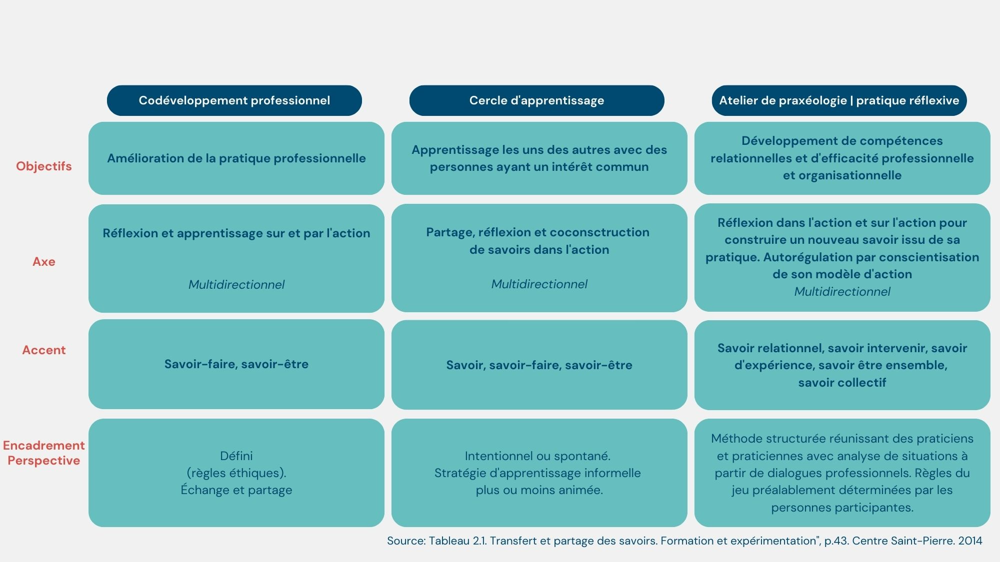 Codéveloppement professionnel
Cercle d'apprentissage
Atelier de praxéologie | pratique réflexive
Objectifs
Amélioration de la pratique professionnelle
Apprentissage les uns des autres avec des
personnes ayant un intérêt commun
Développement de compétences
relationnelles et d'efficacité professionnelle
et organisationnelle
Axe
Réflexion et apprentissage sur et par l'action
Multidirectionnel
Partage, réflexion et coconsctruction
de savoirs dans l'action
Multidirectionnel
Réflexion dans l'action et sur l'action pour
construire un nouveau savoir issu de sa
pratique. Autorégulation par conscientisation
de son modèle d'action
Multidirectionnel
Accent
Savoir-faire, savoir-être
Savoir, savoir-faire, savoir-être
Savoir relationnel, savoir intervenir, savoir
d'expérience, savoir être ensemble,
savoir collectif
Encadrement
Perspective
Défini
(règles éthiques).
Échange et partage
Intentionnel ou spontané.
Stratégie d'apprentissage informelle
plus ou moins animée.
Méthode structurée réunissant des praticiens
et praticiennes avec analyse de situations à
partir de dialogues professionnels. Règles du
jeu préalablement déterminées par les
personnes participantes.
Source: Tableau 2.1. Transfert et partage des savoirs. Formation et expérimentation", p.43. Centre Saint-Pierre. 2014